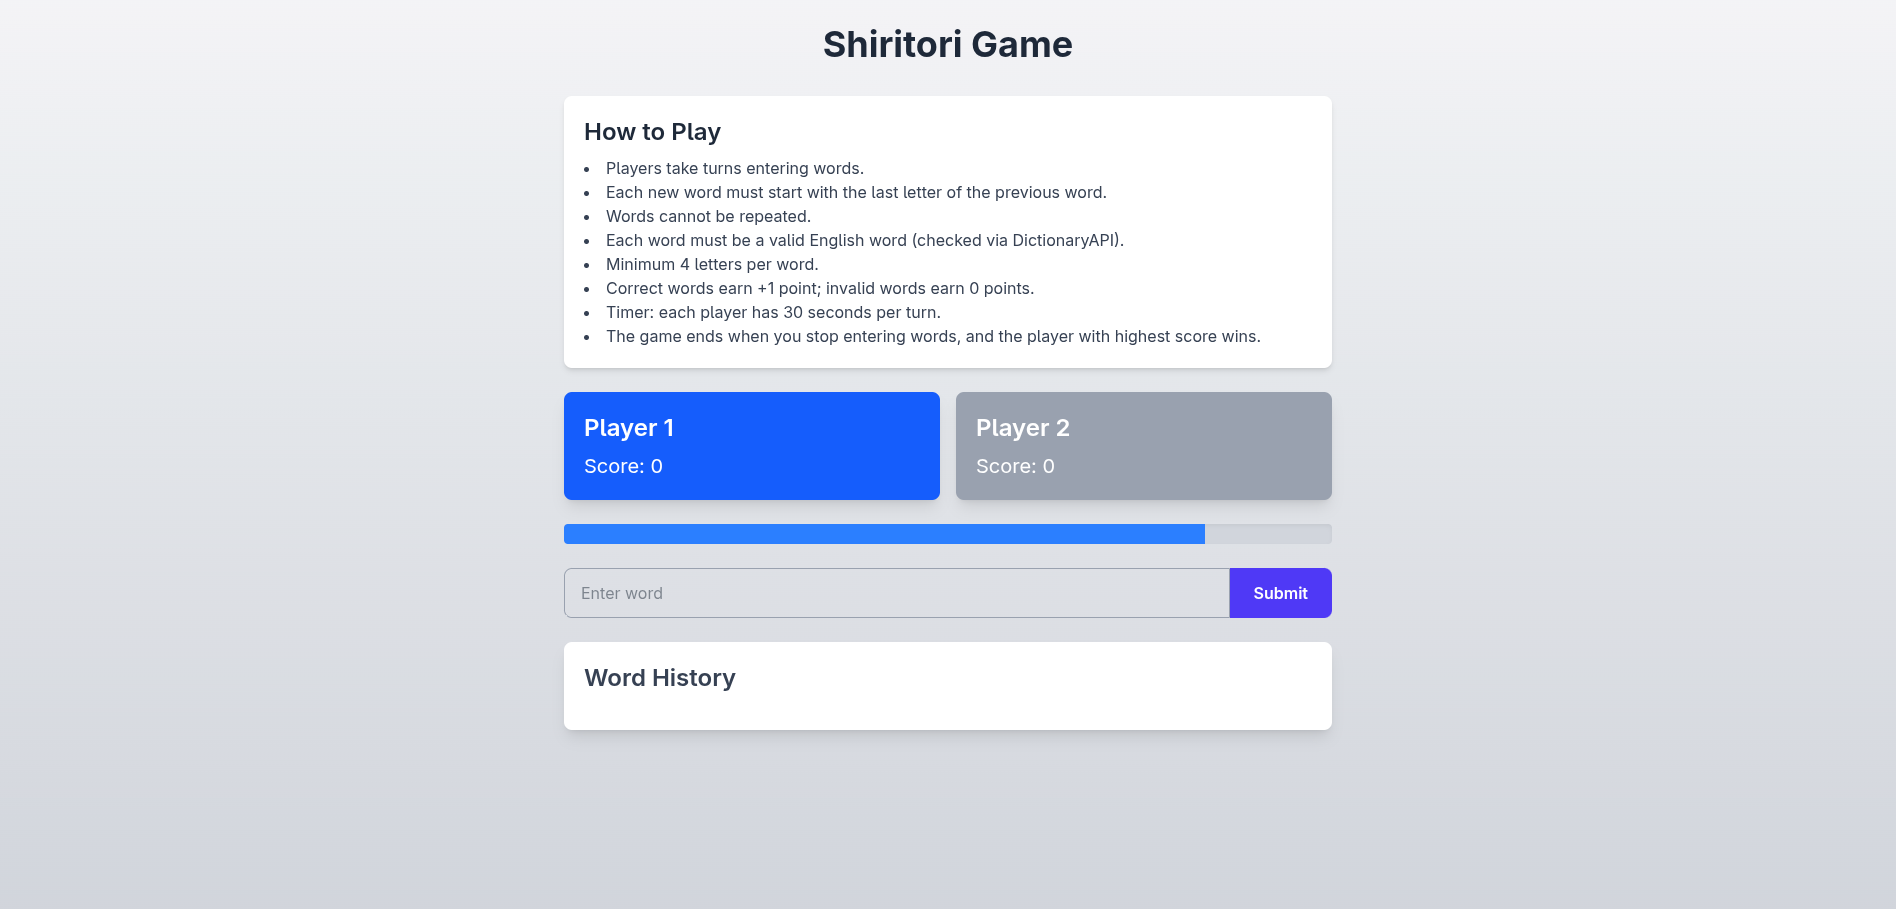 Shiritori Game
How to Play
• Players take turns entering words.
• Each new word must start with the last letter of the previous word.
• Words cannot be repeated.
• Each word must be a valid English word (checked via DictionaryAPI).
• Minimum 4 letters per word.
• Correct words earn +1 point; invalid words earn 0 points.
• Timer: each player has 30 seconds per turn.
• The game ends when you stop entering words, and the player with highest score wins.
Player 1
Score: 0
Player 2
Score: 0
Enter word
Submit
Word History